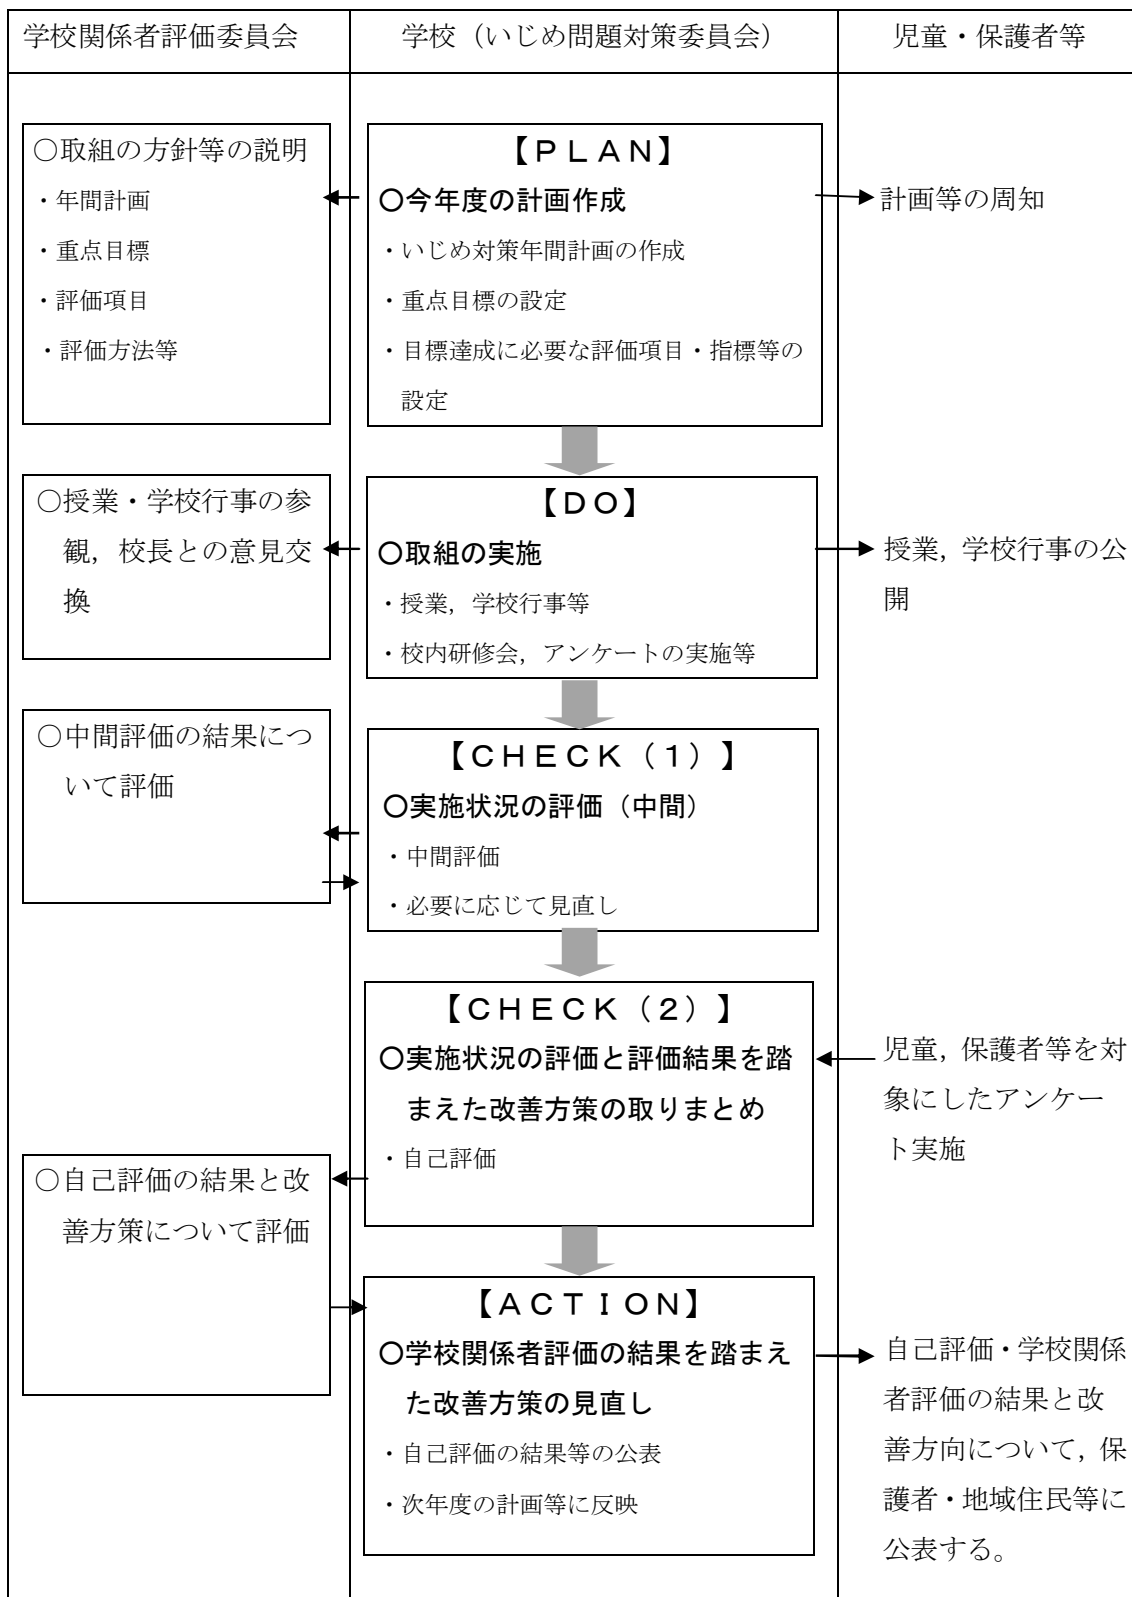 学校関係者評価委員会
学校（いじめ問題対策委員会）
児童・保護者等
○取組の方針等の説明
・年間計画
・重点目標
・評価項目
・評価方法等
【ＰＬＡＮ】
○今年度の計画作成
・いじめ対策年間計画の作成
・重点目標の設定
・目標達成に必要な評価項目・指標等の
設定
計画等の周知
○授業・学校行事の参
観，校長との意見交
換
【ＤＯ】
○取組の実施
・授業，学校行事等
・校内研修会，アンケートの実施等
授業，学校行事の公
開
○中間評価の結果につ
いて評価
【ＣＨＥＣＫ（１）】
○実施状況の評価（中間）
・中間評価
・必要に応じて見直し
【ＣＨＥＣＫ（２）】
○実施状況の評価と評価結果を踏
まえた改善方策の取りまとめ
・自己評価
児童，保護者等を対
象にしたアンケー
ト実施
○自己評価の結果と改
善方策について評価
【ＡＣＴＩＯＮ】
○学校関係者評価の結果を踏まえ
た改善方策の見直し
・自己評価の結果等の公表
・次年度の計画等に反映
自己評価・学校関係
者評価の結果と改
善方向について，保
護者・地域住民等に
公表する。